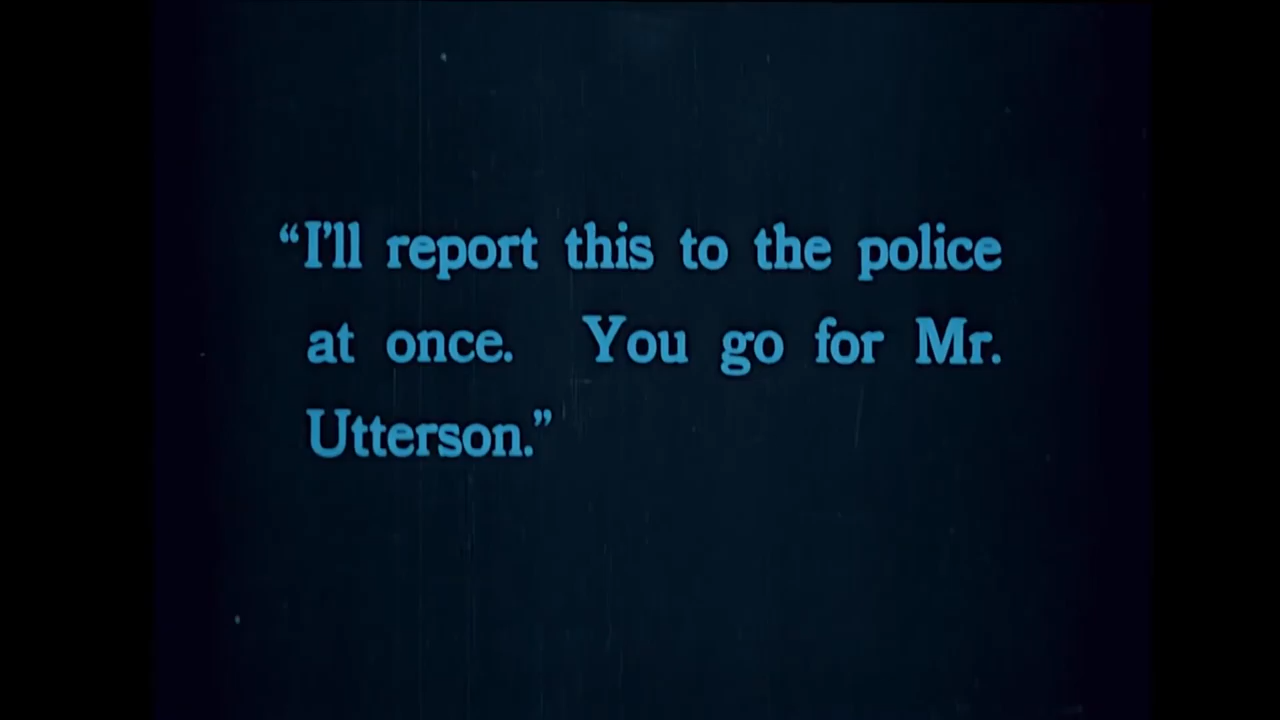 “I’ll report this to the police
at once. You go for Mr.
Utterson.”